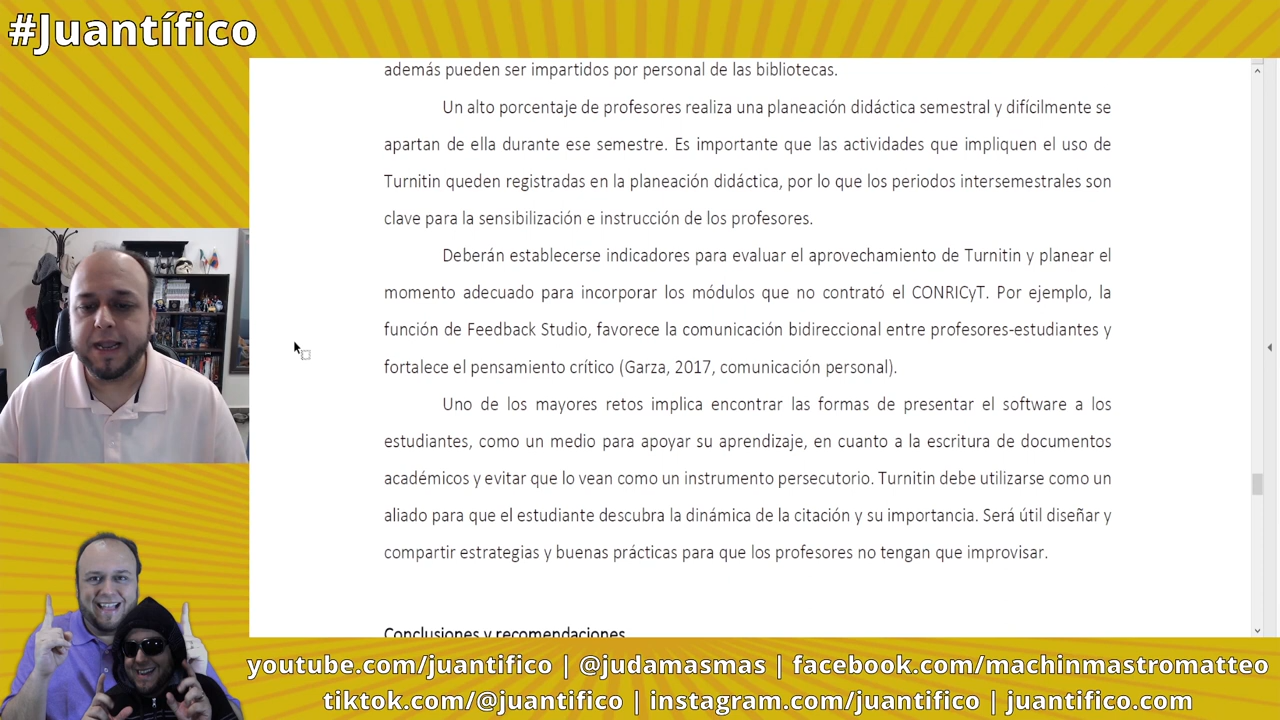 #Juantífico
además pueden ser impartidos por personal de las bibliotecas.
Un alto porcentaje de profesores realiza una planeación didáctica semestral y difícilmente se
apartan de ella durante ese semestre. Es importante que las actividades que impliquen el uso de
Turnitin queden registradas en la planeación didáctica, por lo que los periodos intersemestrales son
clave para la sensibilización e instrucción de los profesores.
Deberán establecerse indicadores para evaluar el aprovechamiento de Turnitin y planear el
momento adecuado para incorporar los módulos que no contrató el CONRICyT. Por ejemplo, la
función de Feedback Studio, favorece la comunicación bidireccional entre profesores-estudiantes y
fortalece el pensamiento crítico (Garza, 2017, comunicación personal).
Uno de los mayores retos implica encontrar las formas de presentar el software a los
estudiantes, como un medio para apoyar su aprendizaje, en cuanto a la escritura de documentos
académicos y evitar que lo vean como un instrumento persecutorio. Turnitin debe utilizarse como un
aliado para que el estudiante descubra la dinámica de la citación y su importancia. Será útil diseñar y
compartir estrategias y buenas prácticas para que los profesores no tengan que improvisar.
Conclusiones y recomendaciones
youtube.com/juantifico | @judamasmas | facebook.com/machinmastromatteo
tiktok.com/@juantifico | instagram.com/juantifico | juantifico.com